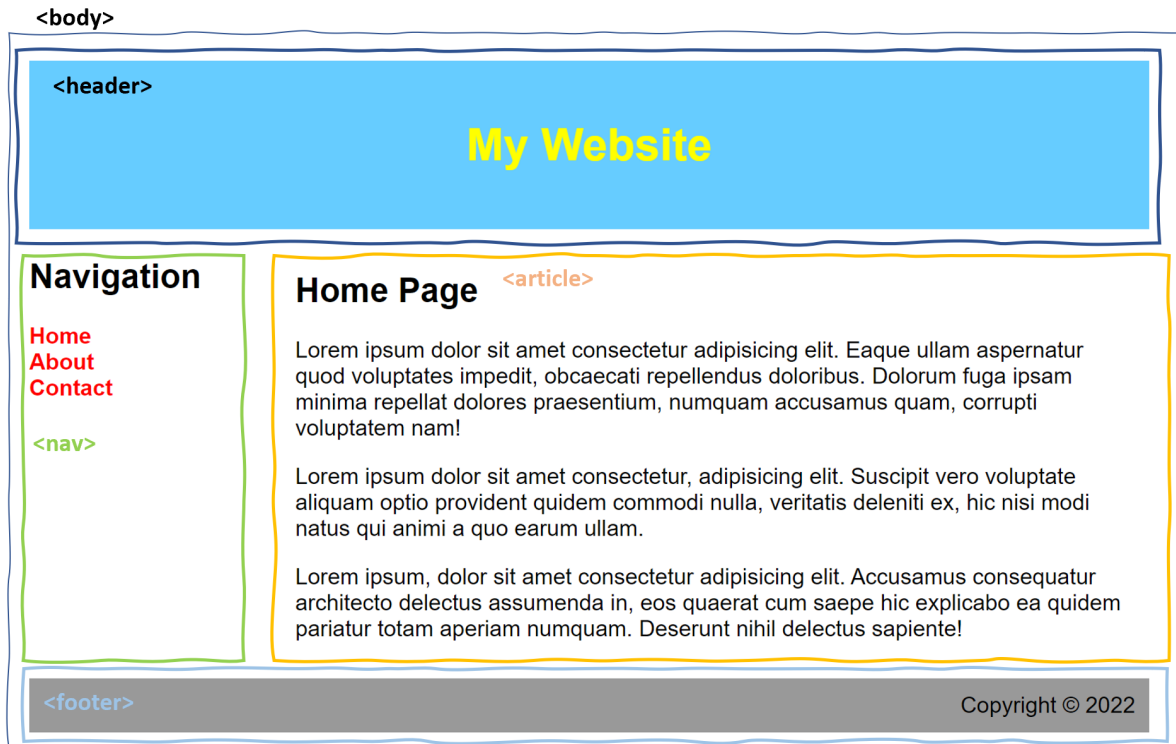 <body>
<header>
My Website
Navigation
Home
About
Contact
<nav>
Home Page
<article>
Lorem ipsum dolor sit amet consectetur adipisicing elit. Eaque ullam aspernatur
quod voluptates impedit, obcaecati repellendus doloribus. Dolorum fuga ipsam
minima repellat dolores praesentium, numquam accusamus quam, corrupti
voluptatem nam!
Lorem ipsum dolor sit amet consectetur, adipisicing elit. Suscipit vero voluptate
aliquam optio provident quidem commodi nulla, veritatis deleniti ex, hic nisi modi
natus qui animi a quo earum ullam.
Lorem ipsum, dolor sit amet consectetur adipisicing elit. Accusamus consequatur
architecto delectus assumenda in, eos quaerat cum saepe hic explicabo ea quidem
pariatur totam aperiam numquam. Deserunt nihil delectus sapiente!
<footer>
Copyright © 2022